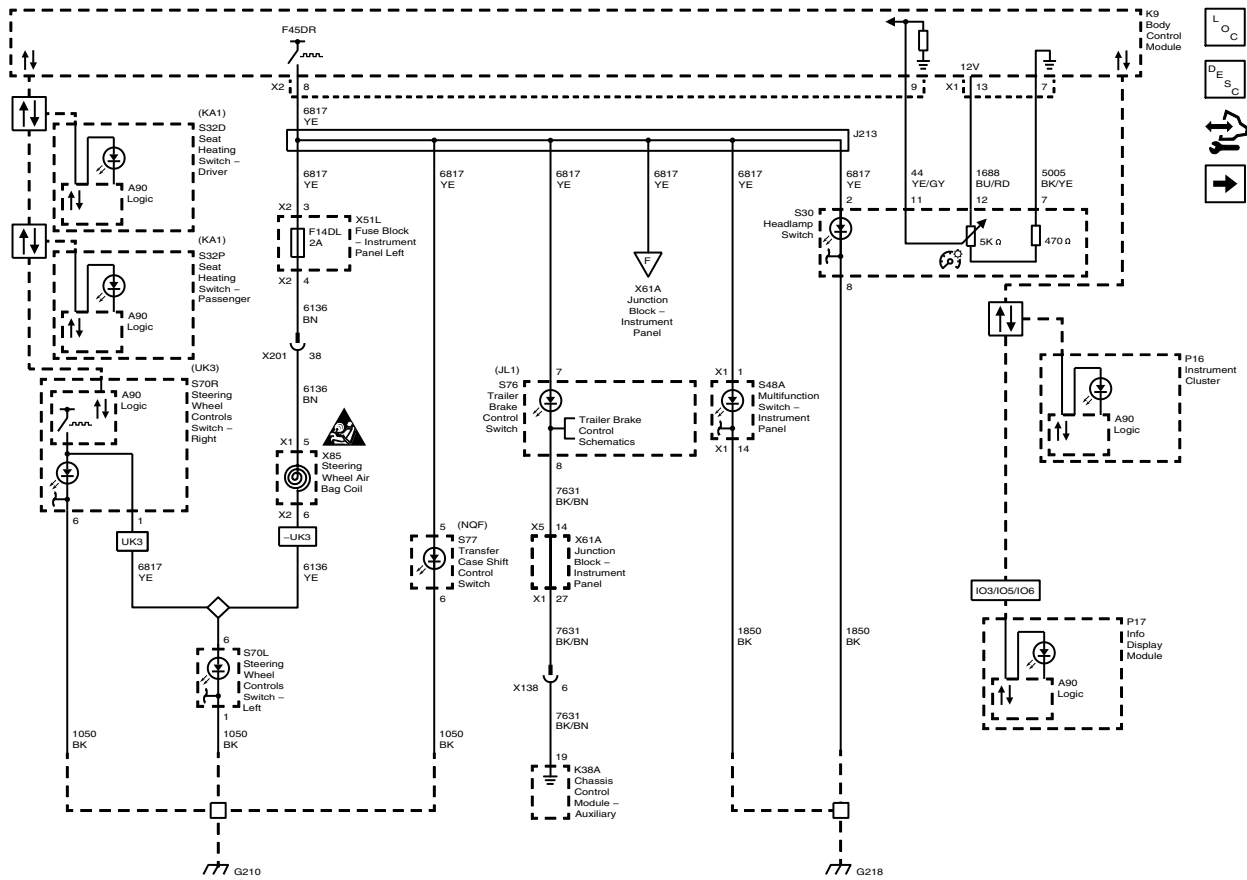 K9
Body
Control
Module
L
O
C
D
E
S
C
F45DR
12V
X2 8
9
X1 13
7
6817
YE
J213
(KA1)
S32D
Seat
Heating
Switch –
Driver
A90
Logic
6817
YE
6817
YE
6817
YE
6817
YE
6817
YE
6817
YE
44
YE/GY
1688
BU/RD
5005
BK/YE
X2 3
X51L
Fuse Block
– Instrument
Panel Left
F14DL
2A
X2 4
2
11
12
7
S30
Headlamp
Switch
5K Ω
470 Ω
8
(KA1)
S32P
Seat
Heating
Switch –
Passenger
A90
Logic
F
X61A
Junction
Block –
Instrument
Panel
6136
BN
X201 38
6136
BN
(UK3)
S70R
Steering
Wheel
Controls
Switch –
Right
A90
Logic
6
1
X1 5
X85
Steering
Wheel Air
Bag Coil
X2 6
(JL1)
7
S76
Trailer
Brake
Control
Switch
Trailer Brake
Control
Schematics
8
X1 1
S48A
Multifunction
Switch –
Instrument
Panel
X1 14
P16
Instrument
Cluster
A90
Logic
7631
BK/BN
UK3
–UK3
6817
YE
6136
YE
5
(NQF)
S77
Transfer
Case Shift
Control
Switch
6
X5 14
X61A
Junction
Block –
Instrument
Panel
X1 27
IO3/IO5/IO6
P17
Info
Display
Module
A90
Logic
7631
BK/BN
1850
BK
1850
BK
6
S70L
Steering
Wheel
Controls
Switch –
Left
1
X138 6
7631
BK/BN
1050
BK
1050
BK
1050
BK
19
K38A
Chassis
Control
Module –
Auxiliary
G210
G218